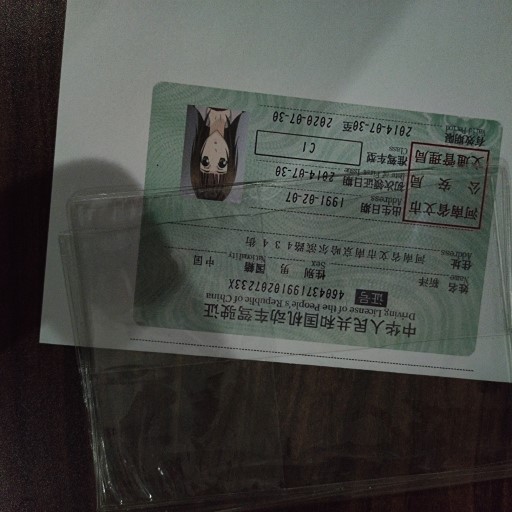 中华人民共和国机动车驾驶证
Driving License of the People's Republic of China
证号 46043719910207233X
姓名 新泽 性别 男 国籍 中国
Name Sex Nationality
住址 河南省文市南京哈尔滨路434街
Address
河南省文市 出生日期 1991-02-07
Address
公安局 初次领证日期 2014-07-30
Date of First Issue
文通管理局 准驾车型 C1
Class
有效期限 2014-07-30至 2020-07-30
Valid Period